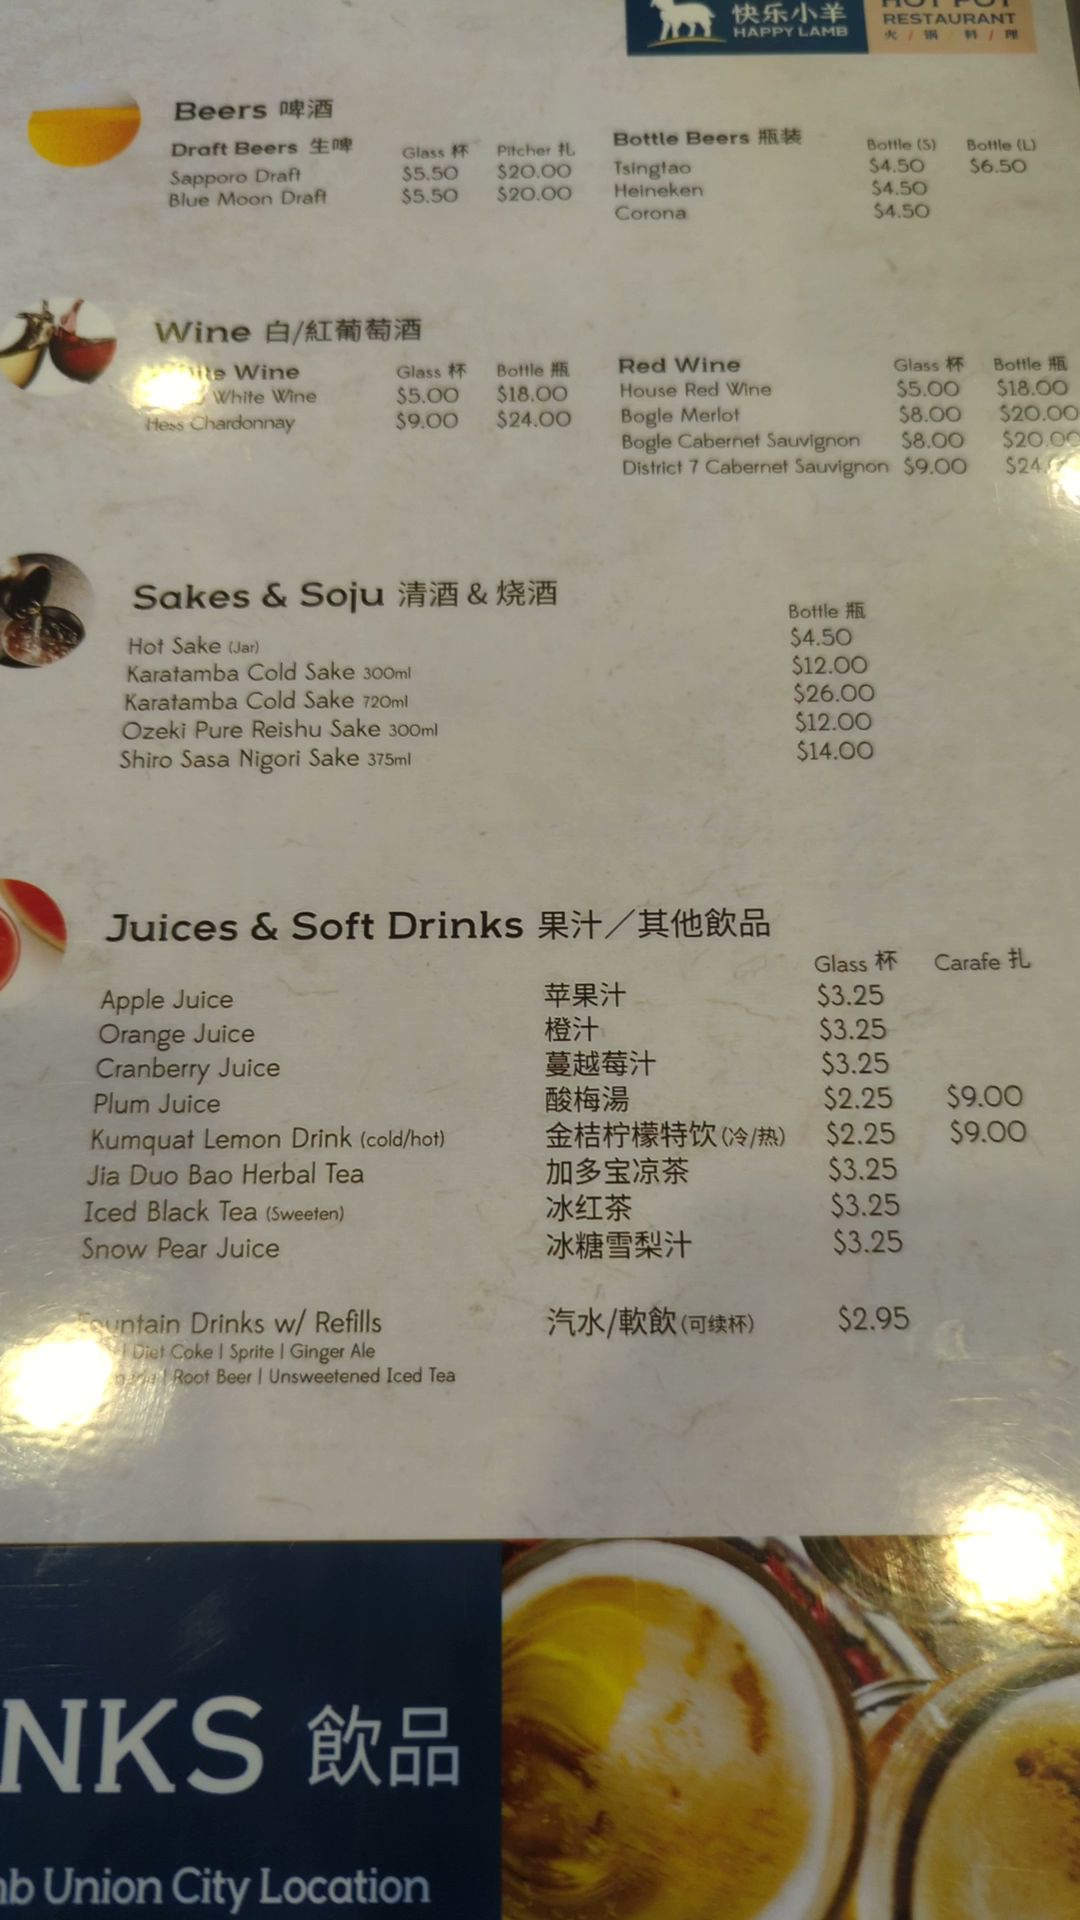 快乐小羊
HAPPY LAMB
HOT POT
RESTAURANT
火 / 锅 / 料 / 理
Beers 啤酒
Draft Beers 生啤 Glass 杯 Pitcher 扎
Sapporo Draft $5.50 $20.00
Blue Moon Draft $5.50 $20.00
Bottle Beers 瓶装 Bottle (S) Bottle (L)
Tsingtao $4.50 $6.50
Heineken $4.50
Corona $4.50
Wine 白/紅葡萄酒
Wine Glass 杯 Bottle 瓶
White Wine $5.00 $18.00
Hess Chardonnay $9.00 $24.00
Red Wine Glass 杯 Bottle 瓶
House Red Wine $5.00 $18.00
Bogle Merlot $8.00 $20.00
Bogle Cabernet Sauvignon $8.00 $20.00
District 7 Cabernet Sauvignon $9.00 $24.
Sakes & Soju 清酒 & 烧酒
Bottle 瓶
Hot Sake (Jar) $4.50
Karatamba Cold Sake 300ml $12.00
Karatamba Cold Sake 720ml $26.00
Ozeki Pure Reishu Sake 300ml $12.00
Shiro Sasa Nigori Sake 375ml $14.00
Juices & Soft Drinks 果汁／其他飲品
Glass 杯 Carafe 扎
Apple Juice 苹果汁 $3.25
Orange Juice 橙汁 $3.25
Cranberry Juice 蔓越莓汁 $3.25
Plum Juice 酸梅湯 $2.25 $9.00
Kumquat Lemon Drink (cold/hot) 金桔柠檬特饮(冷/热) $2.25 $9.00
Jia Duo Bao Herbal Tea 加多宝凉茶 $3.25
Iced Black Tea (Sweeten) 冰红茶 $3.25
Snow Pear Juice 冰糖雪梨汁 $3.25
Fountain Drinks w/ Refills 汽水/軟飲(可续杯) $2.95
| Diet Coke | Sprite | Ginger Ale
| Root Beer | Unsweetened Iced Tea
NKS 飲品
mb Union City Location